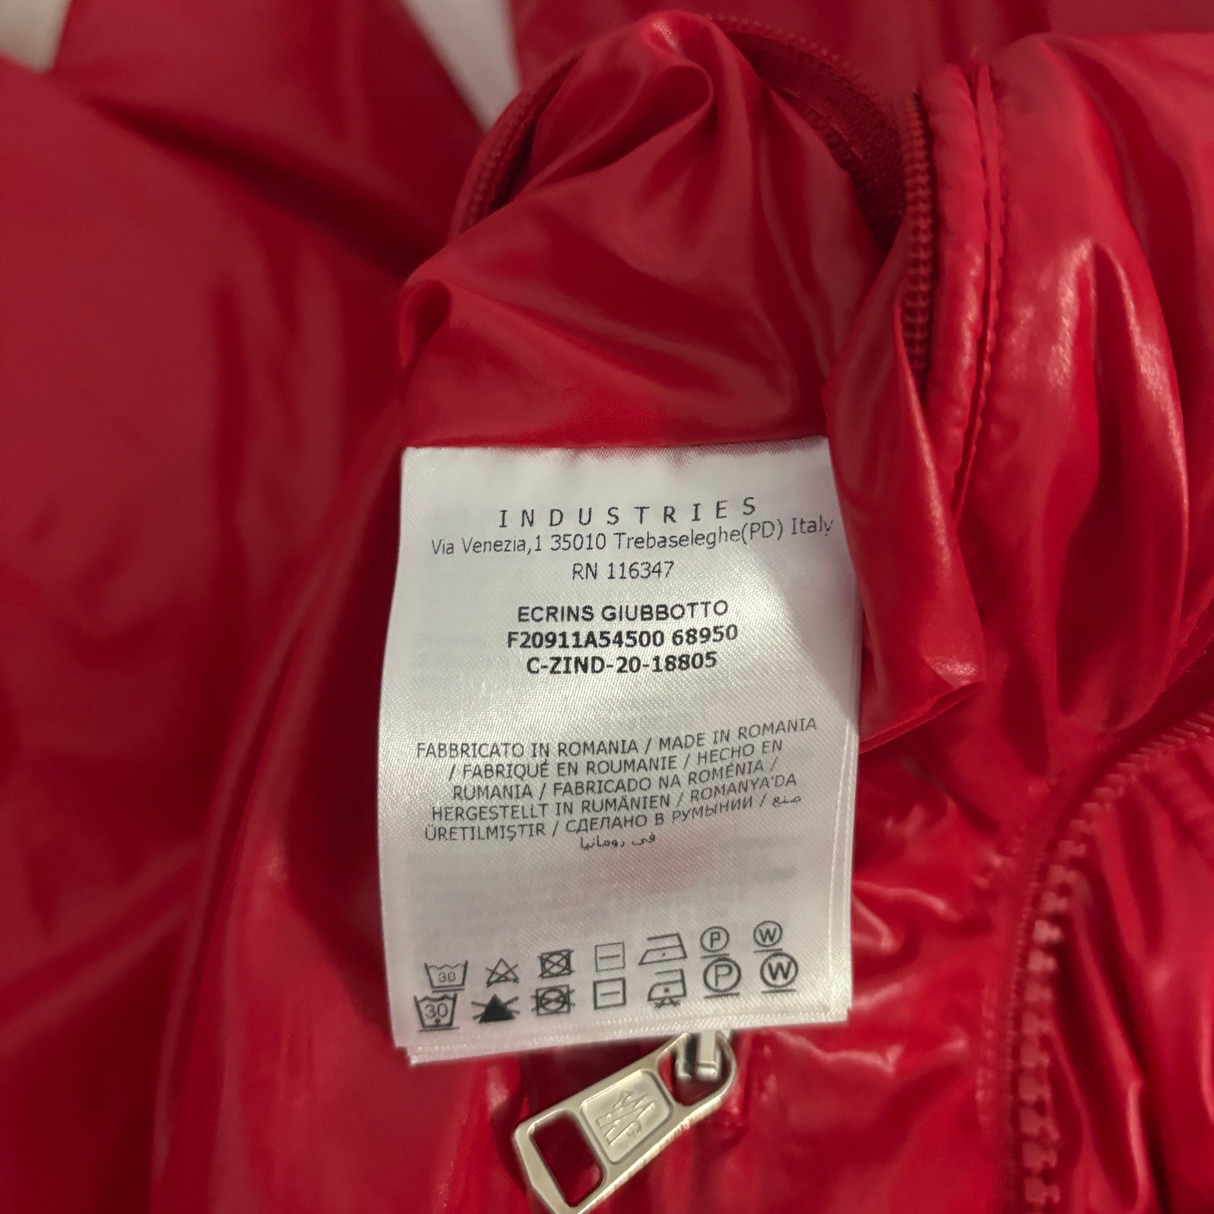 INDUSTRIES
Via Venezia,1 35010 Trebaseleghe(PD) Italy
RN 116347
ECRINS GIUBBOTTO
F20911A54500 68950
C-ZIND-20-18805
FABBRICATO IN ROMANIA / MADE IN ROMANIA
/ FABRIQUÉ EN ROUMANIE / HECHO EN
RUMANIA / FABRICADO NA ROMÉNIA /
HERGESTELLT IN RUMÄNIEN / ROMANYA'DA
ÜRETILMIŞTIR / СДЕЛАНО В РУМЫНИИ / صنع
في رومانيا
30 P W
30 P W